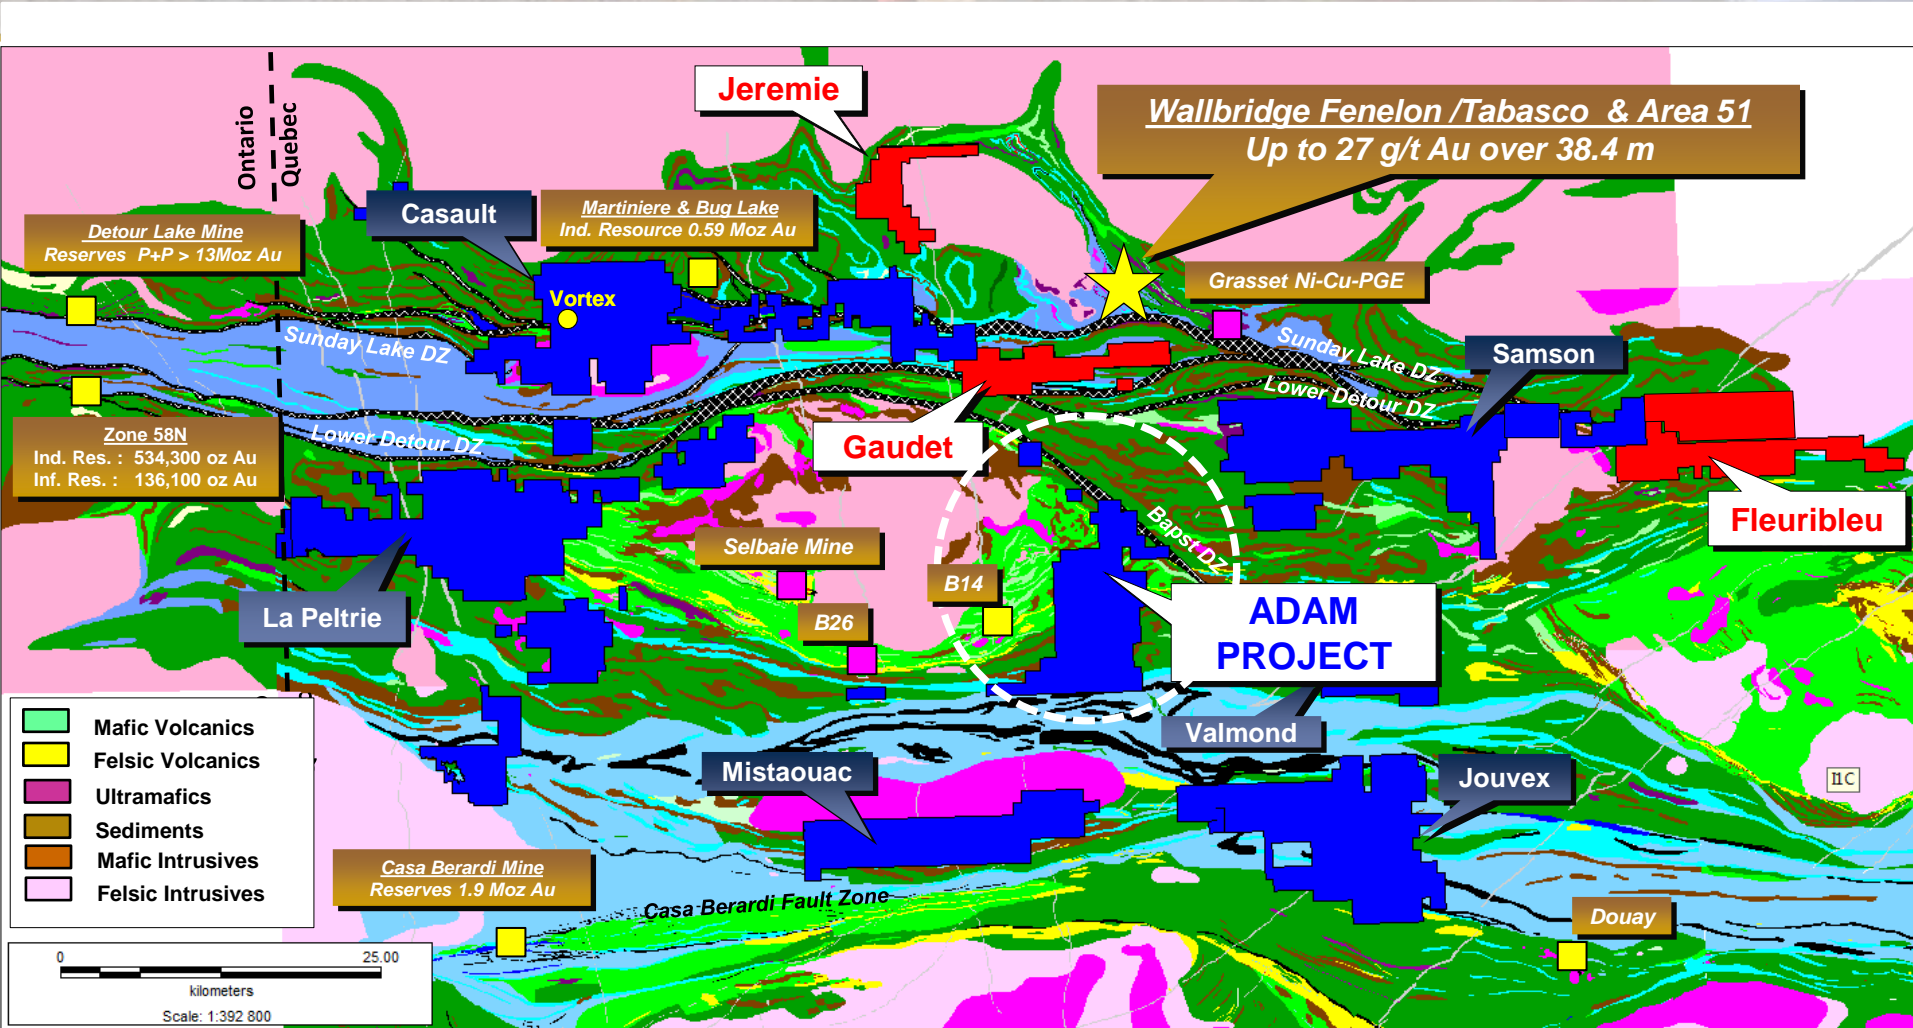 Ontario
Quebec
Jeremie
Wallbridge Fenelon /Tabasco & Area 51
Up to 27 g/t Au over 38.4 m
Detour Lake Mine
Reserves P+P > 13Moz Au
Casault
Martiniere & Bug Lake
Ind. Resource 0.59 Moz Au
Grasset Ni-Cu-PGE
Vortex
Sunday Lake DZ
Sunday Lake DZ
Samson
Lower Detour DZ
Zone 58N
Ind. Res. : 534,300 oz Au
Inf. Res. : 136,100 oz Au
Lower Detour DZ
Gaudet
Fleuribleu
Bapst DZ
Selbaie Mine
B14
La Peltrie
B26
ADAM
PROJECT
Valmond
Mafic Volcanics
Felsic Volcanics
Ultramafics
Sediments
Mafic Intrusives
Felsic Intrusives
Mistaouac
Jouvex
I1C
Casa Berardi Mine
Reserves 1.9 Moz Au
Casa Berardi Fault Zone
Douay
0 25.00
kilometers
Scale: 1:392 800